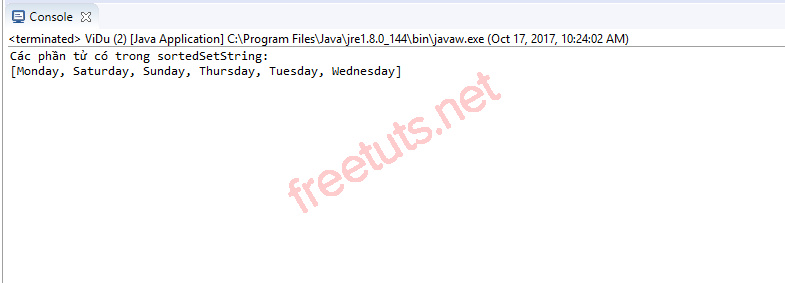 Console
<terminated> ViDu (2) [Java Application] C:\Program Files\Java\jre1.8.0_144\bin\javaw.exe (Oct 17, 2017, 10:24:02 AM)
Các phần tử có trong sortedSetString:
[Monday, Saturday, Sunday, Thursday, Tuesday, Wednesday]
freetuts.net